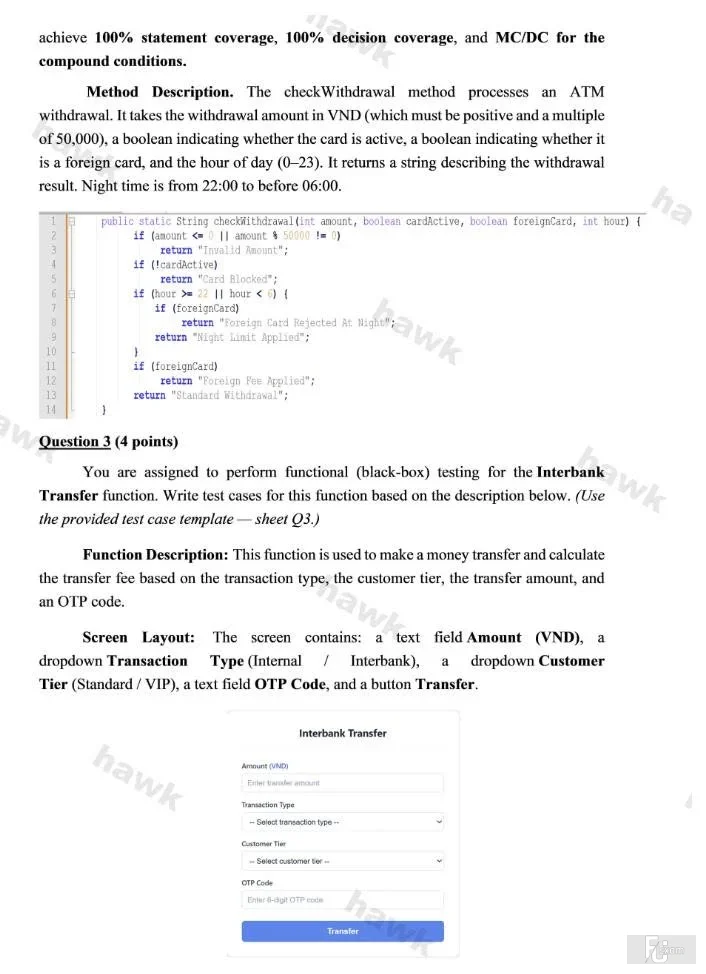 achieve 100% statement coverage, 100% decision coverage, and MC/DC for the
compound conditions.
Method Description. The checkWithdrawal method processes an ATM
withdrawal. It takes the withdrawal amount in VND (which must be positive and a multiple
of 50,000), a boolean indicating whether the card is active, a boolean indicating whether it
is a foreign card, and the hour of day (0–23). It returns a string describing the withdrawal
result. Night time is from 22:00 to before 06:00.
1 public static String checkWithdrawal(int amount, boolean cardActive, boolean foreignCard, int hour) {
2 if (amount <= 0 || amount % 50000 != 0)
3 return "Invalid Amount";
4 if (!cardActive)
5 return "Card Blocked";
6 if (hour >= 22 || hour < 6) {
7 if (foreignCard)
8 return "Foreign Card Rejected At Night";
9 return "Night Limit Applied";
10 }
11 if (foreignCard)
12 return "Foreign Fee Applied";
13 return "Standard Withdrawal";
14 }
Question 3 (4 points)
You are assigned to perform functional (black-box) testing for the Interbank
Transfer function. Write test cases for this function based on the description below. (Use
the provided test case template — sheet Q3.)
Function Description: This function is used to make a money transfer and calculate
the transfer fee based on the transaction type, the customer tier, the transfer amount, and
an OTP code.
Screen Layout: The screen contains: a text field Amount (VND), a
dropdown Transaction Type (Internal / Interbank), a dropdown Customer
Tier (Standard / VIP), a text field OTP Code, and a button Transfer.
Interbank Transfer
Amount (VND)
Enter transfer amount
Transaction Type
-- Select transaction type --
Customer Tier
-- Select customer tier --
OTP Code
Enter 6-digit OTP code
Transfer
hawk
hawk
hawk
hawk
hawk
hawk
hawk